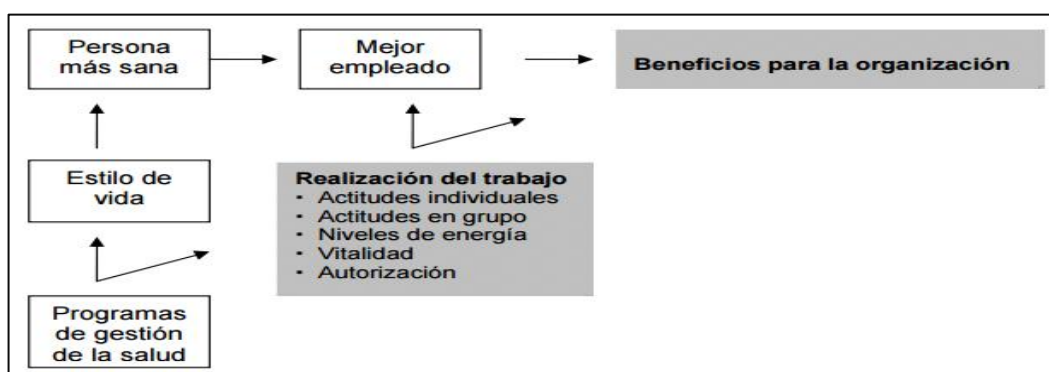 Persona
más sana
Mejor
empleado
Beneficios para la organización
Estilo de
vida
Realización del trabajo
• Actitudes individuales
• Actitudes en grupo
• Niveles de energía
• Vitalidad
• Autorización
Programas
de gestión
de la salud